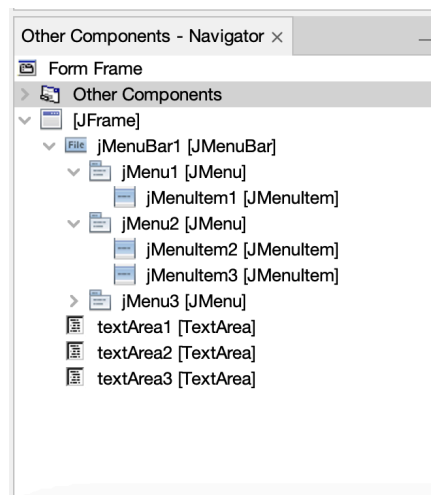 Other Components - Navigator ×
Form Frame
Other Components
[JFrame]
File jMenuBar1 [JMenuBar]
jMenu1 [JMenu]
jMenuItem1 [JMenuItem]
jMenu2 [JMenu]
jMenuItem2 [JMenuItem]
jMenuItem3 [JMenuItem]
jMenu3 [JMenu]
textArea1 [TextArea]
textArea2 [TextArea]
textArea3 [TextArea]